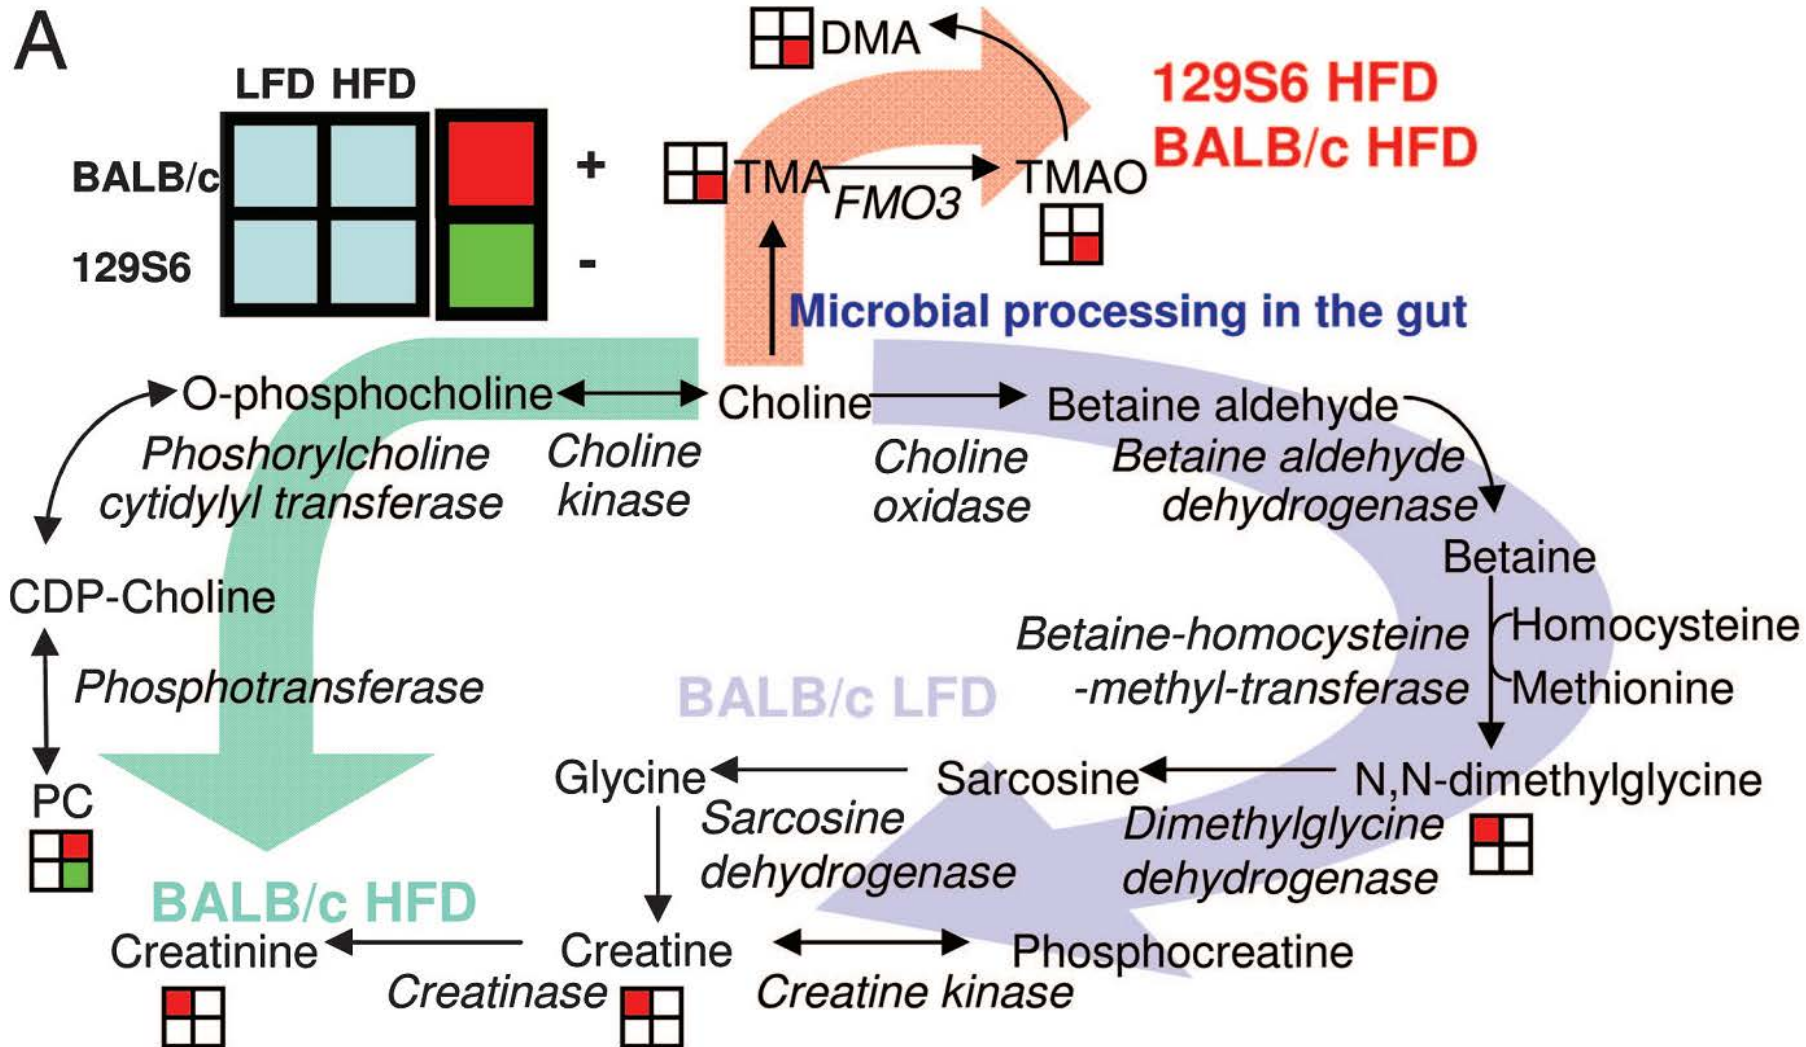 A
LFD HFD
BALB/c
129S6
+
-
DMA
TMA
FMO3
TMAO
129S6 HFD
BALB/c HFD
Microbial processing in the gut
O-phosphocholine
Choline
Betaine aldehyde
Phoshorylcholine
cytidylyl transferase
Choline
kinase
Choline
oxidase
Betaine aldehyde
dehydrogenase
Betaine
CDP-Choline
Betaine-homocysteine
-methyl-transferase
Homocysteine
Methionine
Phosphotransferase
BALB/c LFD
PC
Glycine
Sarcosine
N,N-dimethylglycine
Sarcosine
dehydrogenase
Dimethylglycine
dehydrogenase
BALB/c HFD
Creatinine
Creatine
Phosphocreatine
Creatinase
Creatine kinase